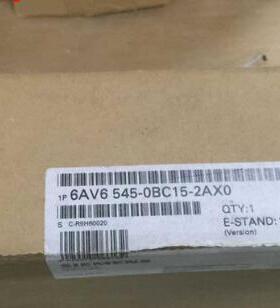 1P 6AV6 545-0BC15-2AX0
QTY:1
S C-R9H60020
E-STAND:
(Version)